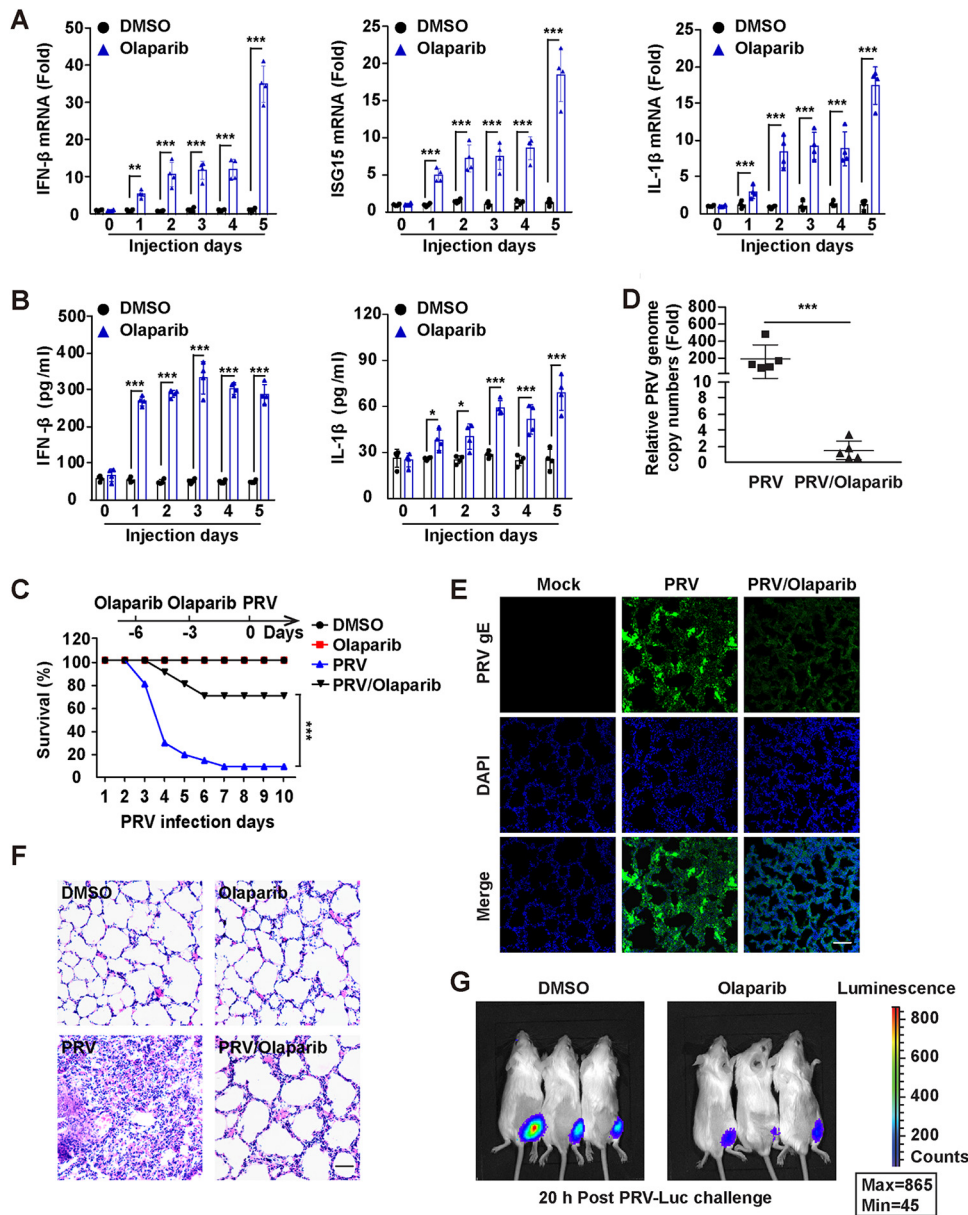 A
DMSO
Olaparib
IFN-β mRNA (Fold)
50
40
30
20
10
0
**
***
***
***
***
0 1 2 3 4 5
Injection days
DMSO
Olaparib
ISG15 mRNA (Fold)
25
20
15
10
5
0
***
***
***
***
***
0 1 2 3 4 5
Injection days
DMSO
Olaparib
IL-1β mRNA (Fold)
25
20
15
10
5
0
***
***
***
***
***
0 1 2 3 4 5
Injection days
B
DMSO
Olaparib
IFN-β (pg /ml)
500
400
300
200
100
0
***
***
***
***
***
0 1 2 3 4 5
Injection days
DMSO
Olaparib
IL-1β (pg /ml)
120
90
60
30
0
*
*
***
***
***
0 1 2 3 4 5
Injection days
D
Relative PRV genome
copy numbers (Fold)
800
600
400
200
10
8
6
4
2
0
***
PRV PRV/Olaparib
C
Olaparib Olaparib PRV
-6 -3 0 Days
DMSO
Olaparib
PRV
PRV/Olaparib
Survival (%)
120
100
80
60
40
20
0
***
1 2 3 4 5 6 7 8 9 10
PRV infection days
E
Mock PRV PRV/Olaparib
PRV gE
DAPI
Merge
F
DMSO
Olaparib
PRV
PRV/Olaparib
G
DMSO Olaparib Luminescence
800
600
400
200
Counts
Max=865
Min=45
20 h Post PRV-Luc challenge